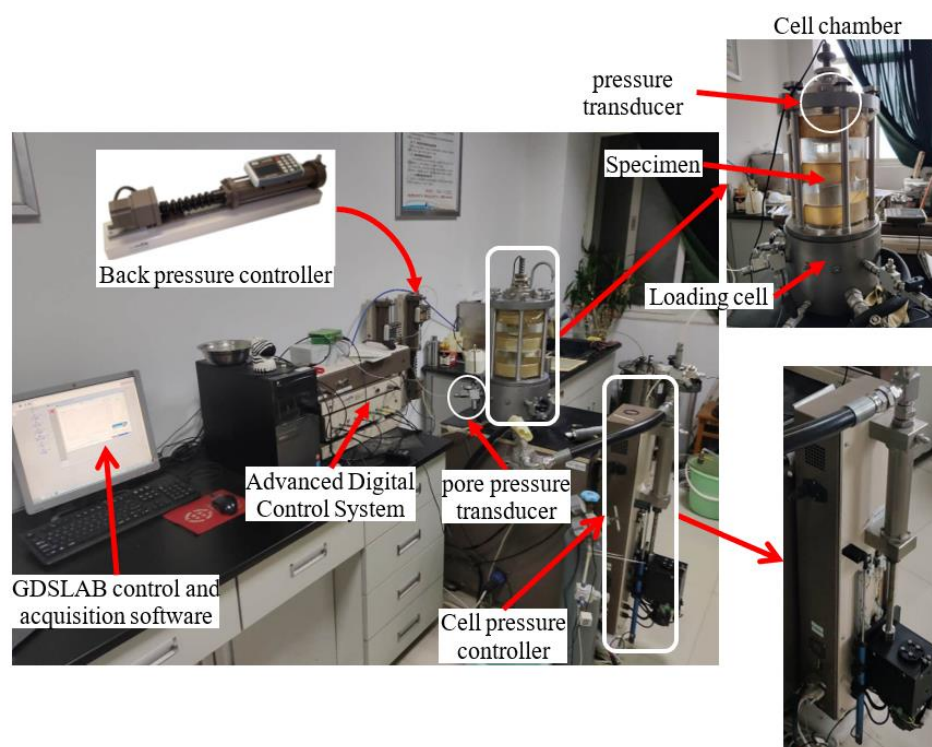 Cell chamber
pressure
transducer
Specimen
Loading cell
Back pressure controller
Advanced Digital
Control System
pore pressure
transducer
GDSLAB control and
acquisition software
Cell pressure
controller